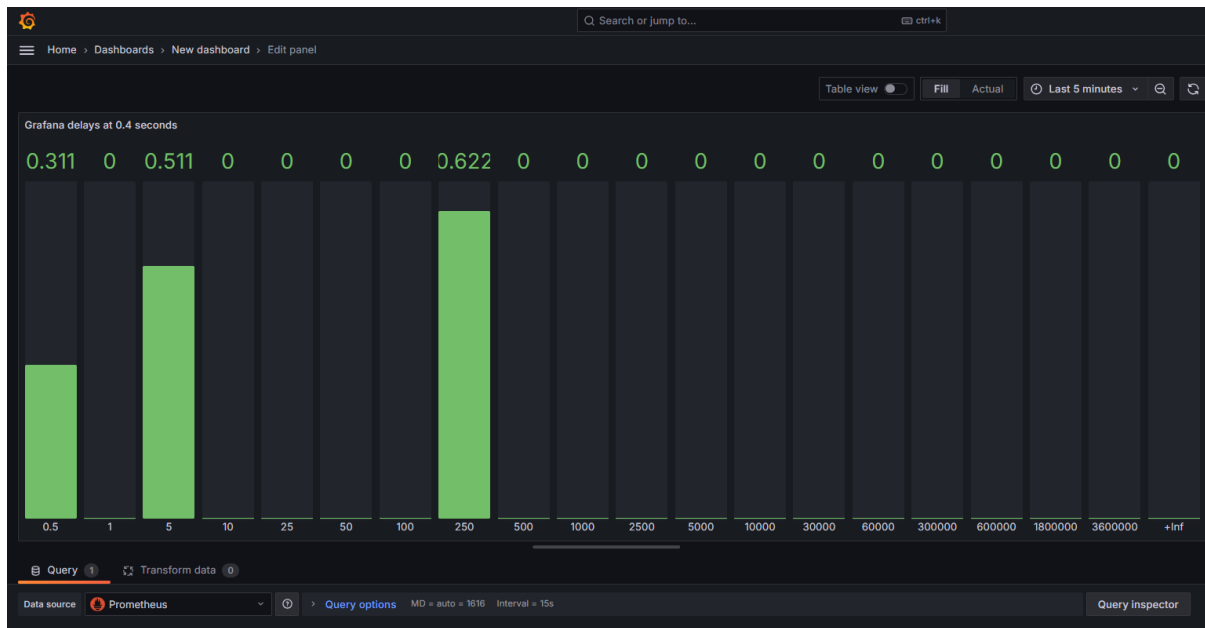 Search or jump to... ctrl+k
Home › Dashboards › New dashboard › Edit panel
Table view Fill Actual Last 5 minutes
Grafana delays at 0.4 seconds
0.311 0 0.511 0 0 0 0 0.622 0 0 0 0 0 0 0 0 0 0 0 0
0.5 1 5 10 25 50 100 250 500 1000 2500 5000 10000 30000 60000 300000 600000 1800000 3600000 +Inf
Query 1 Transform data 0
Data source Prometheus › Query options MD = auto = 1616 Interval = 15s Query inspector